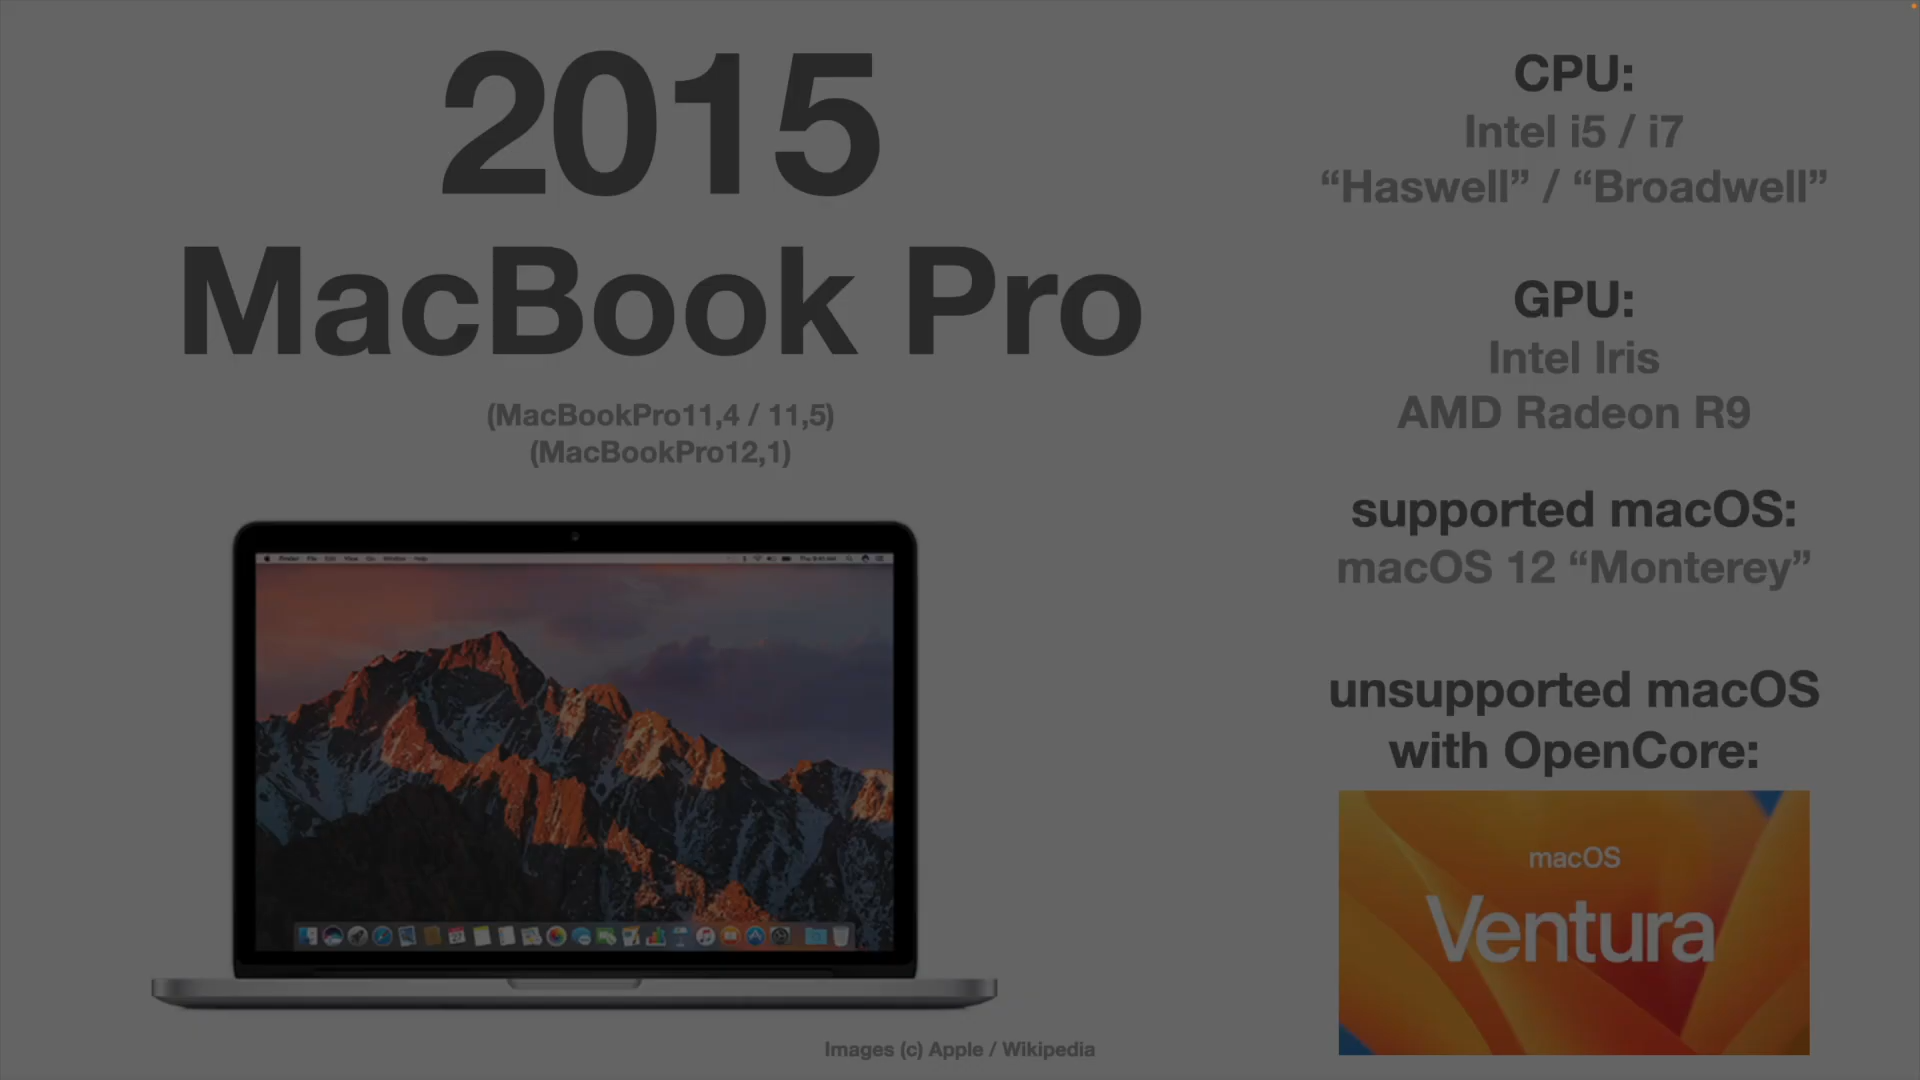 2015
MacBook Pro
(MacBookPro11,4 / 11,5)
(MacBookPro12,1)
Images (c) Apple / Wikipedia
CPU:
Intel i5 / i7
“Haswell” / “Broadwell”
GPU:
Intel Iris
AMD Radeon R9
supported macOS:
macOS 12 “Monterey”
unsupported macOS
with OpenCore:
macOS
Ventura